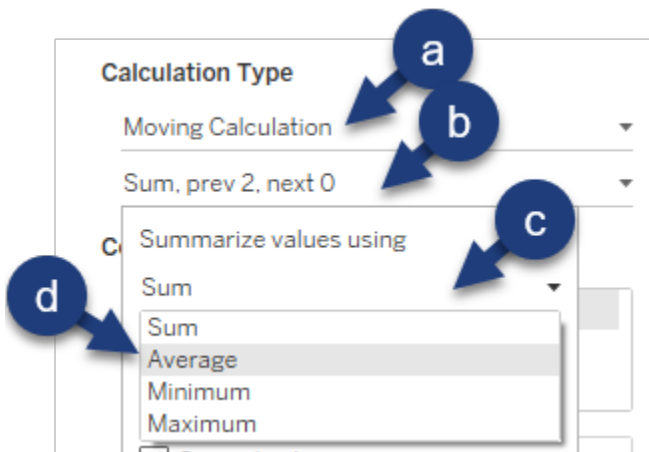 a
Calculation Type
Moving Calculation
b
Sum, prev 2, next 0
c
Summarize values using
Sum
d
Sum
Average
Minimum
Maximum